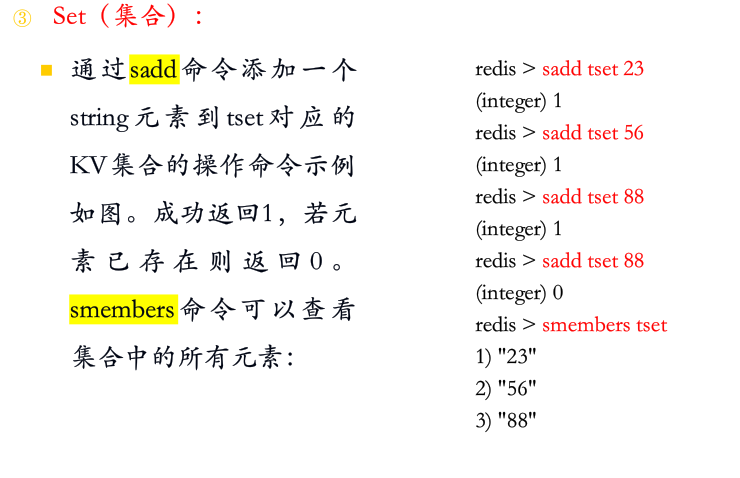 ③ Set（集合）：
通过sadd命令添加一个
string元素到tset对应的
KV集合的操作命令示例
如图。成功返回1，若元
素已存在则返回0。
smembers命令可以查看
集合中的所有元素：
redis > sadd tset 23
(integer) 1
redis > sadd tset 56
(integer) 1
redis > sadd tset 88
(integer) 1
redis > sadd tset 88
(integer) 0
redis > smembers tset
1) "23"
2) "56"
3) "88"